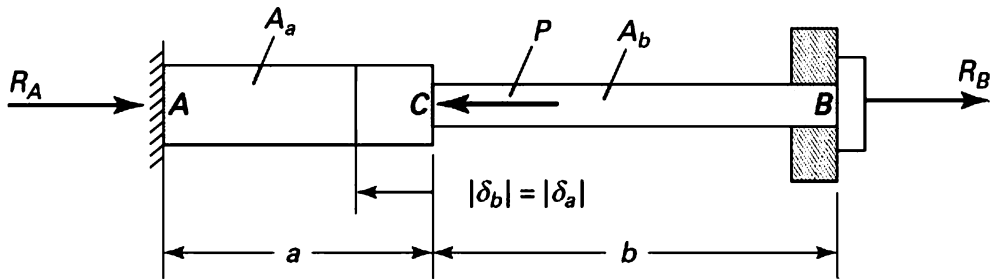 A_a
P
A_b
R_A
A
C
B
R_B
|δ_b| = |δ_a|
a
b